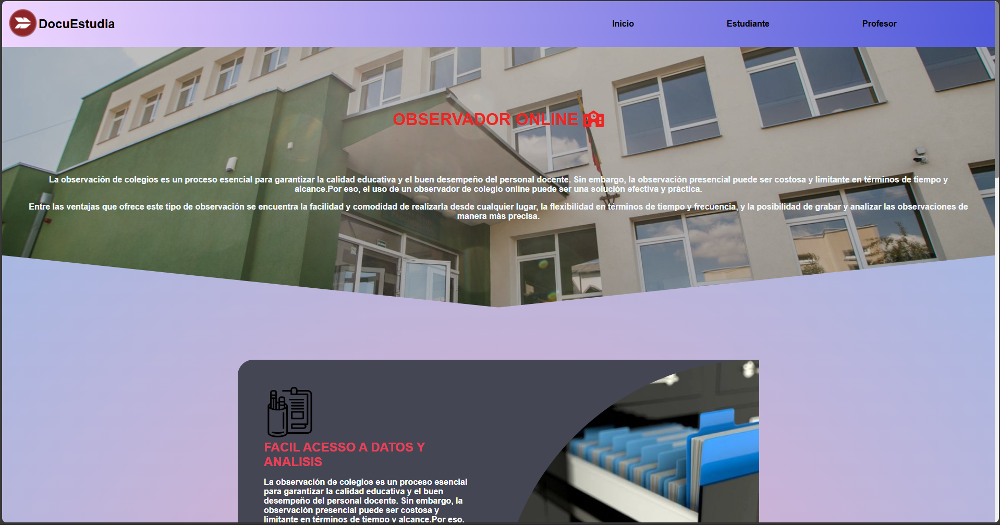 DocuEstudia
Inicio
Estudiante
Profesor
OBSERVADOR ONLINE
La observación de colegios es un proceso esencial para garantizar la calidad educativa y el buen desempeño del personal docente. Sin embargo, la observación presencial puede ser costosa y limitante en términos de tiempo y
alcance.Por eso, el uso de un observador de colegio online puede ser una solución efectiva y práctica.
Entre las ventajas que ofrece este tipo de observación se encuentra la facilidad y comodidad de realizarla desde cualquier lugar, la flexibilidad en términos de tiempo y frecuencia, y la posibilidad de grabar y analizar las observaciones de
manera más precisa.
FACIL ACESSO A DATOS Y
ANALISIS
La observación de colegios es un proceso esencial
para garantizar la calidad educativa y el buen
desempeño del personal docente. Sin embargo, la
observación presencial puede ser costosa y
limitante en términos de tiempo y alcance.Por eso,